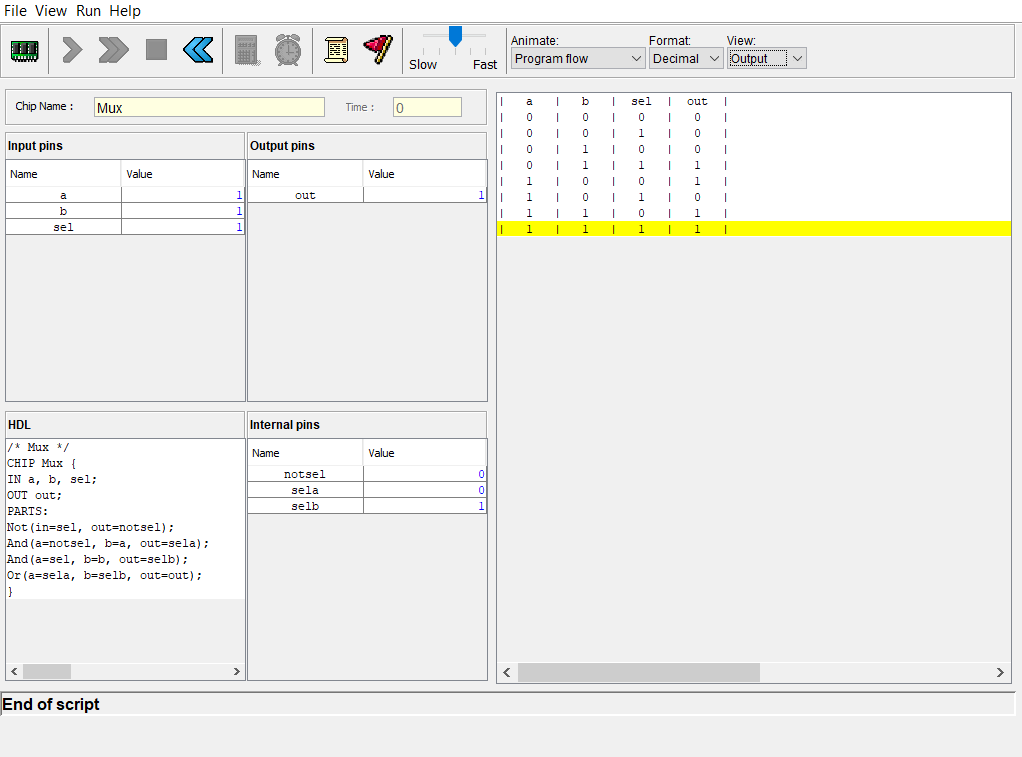 File View Run Help
Slow Fast
Animate: Format: View:
Program flow Decimal Output
Chip Name : Mux Time : 0
Input pins
Name Value
a 1
b 1
sel 1
Output pins
Name Value
out 1
HDL
/* Mux */
CHIP Mux {
IN a, b, sel;
OUT out;
PARTS:
Not(in=sel, out=notsel);
And(a=notsel, b=a, out=sela);
And(a=sel, b=b, out=selb);
Or(a=sela, b=selb, out=out);
}
Internal pins
Name Value
notsel 0
sela 0
selb 1
| a | b | sel | out |
| 0 | 0 | 0 | 0 |
| 0 | 0 | 1 | 0 |
| 0 | 1 | 0 | 0 |
| 0 | 1 | 1 | 1 |
| 1 | 0 | 0 | 1 |
| 1 | 0 | 1 | 0 |
| 1 | 1 | 0 | 1 |
| 1 | 1 | 1 | 1 |
End of script